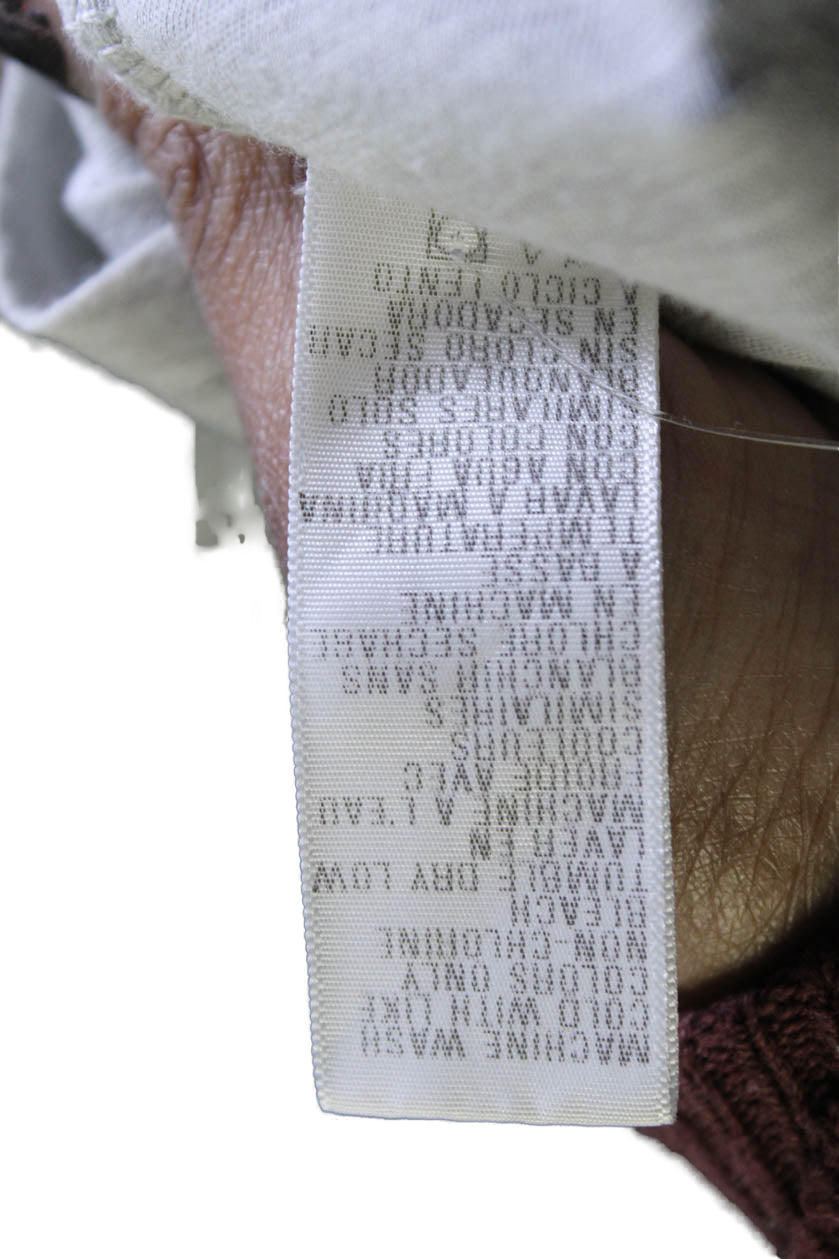 MACHINE WASH
COLD WITH LIKE
COLORS ONLY
NON-CHLORINE
BLEACH
TUMBLE DRY LOW
LAVER EN
MACHINE A L'EAU
FROIDE AVEC
COULEURS
SIMILAIRES
BLANCHIR SANS
CHLORE SECHAGE
EN MACHINE
A BASSE
TEMPERATURE
LAVAR A MAQUINA
CON AGUA FRIA
CON COLORES
SIMILARES SOLO
BLANQUEADOR
SIN CLORO SECAR
EN SECADORA
A CICLO LENTO